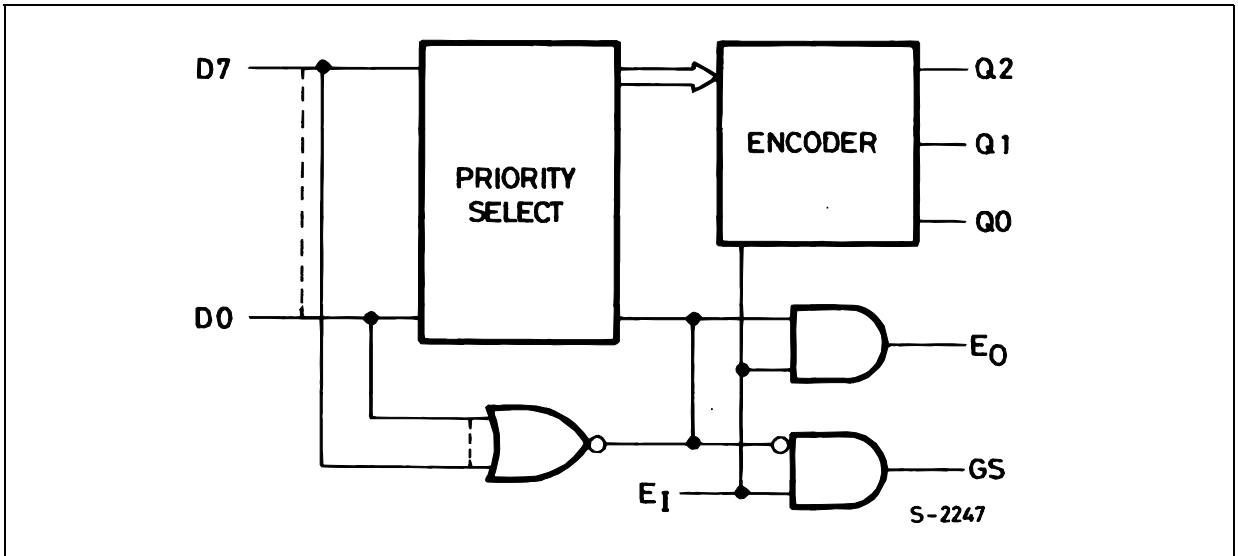 D7
PRIORITY
SELECT
ENCODER
Q2
Q1
Q0
D0
EO
GS
EI
S-2247